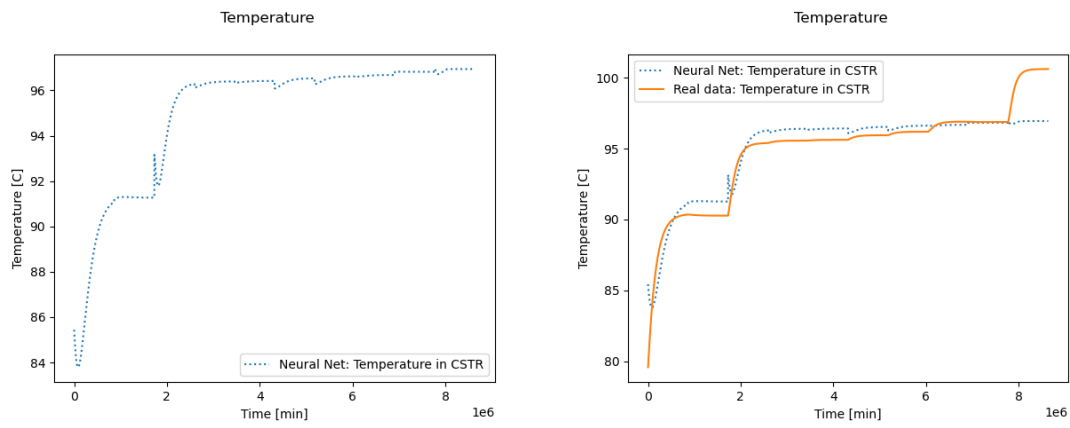 Temperature
96
94
92
90
88
86
84
Temperature [C]
Neural Net: Temperature in CSTR
0
2
4
6
8
1e6
Time [min]
Temperature
100
95
90
85
80
Temperature [C]
Neural Net: Temperature in CSTR
Real data: Temperature in CSTR
0
2
4
6
8
1e6
Time [min]